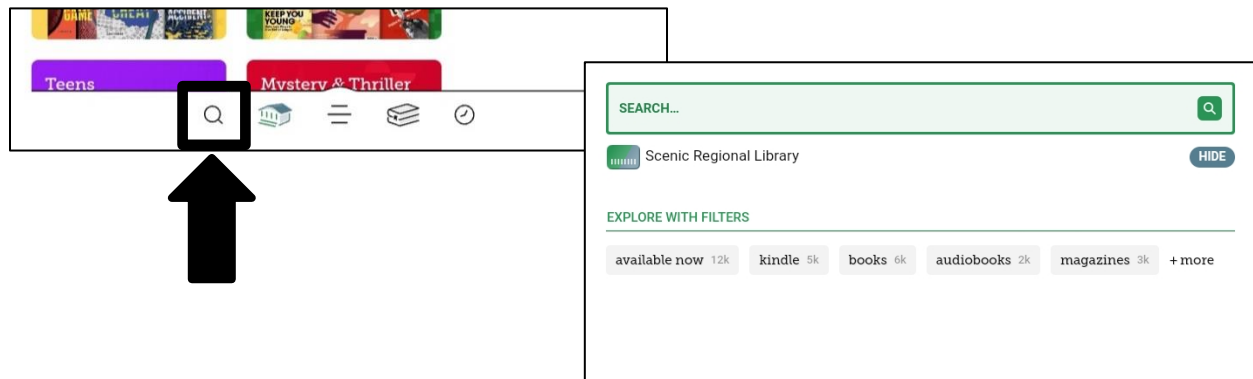 GAME
CHEAT
ACCIDENT
KEEP YOU
YOUNG
Teens
Mystery & Thriller
SEARCH...
Scenic Regional Library
HIDE
EXPLORE WITH FILTERS
available now 12k kindle 5k books 6k audiobooks 2k magazines 3k + more